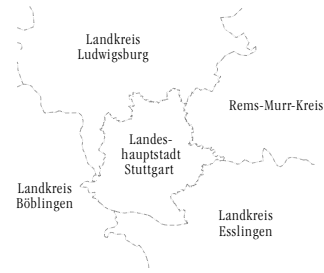 Landkreis
Ludwigsburg
Rems-Murr-Kreis
Landes-
hauptstadt
Stuttgart
Landkreis
Böblingen
Landkreis
Esslingen